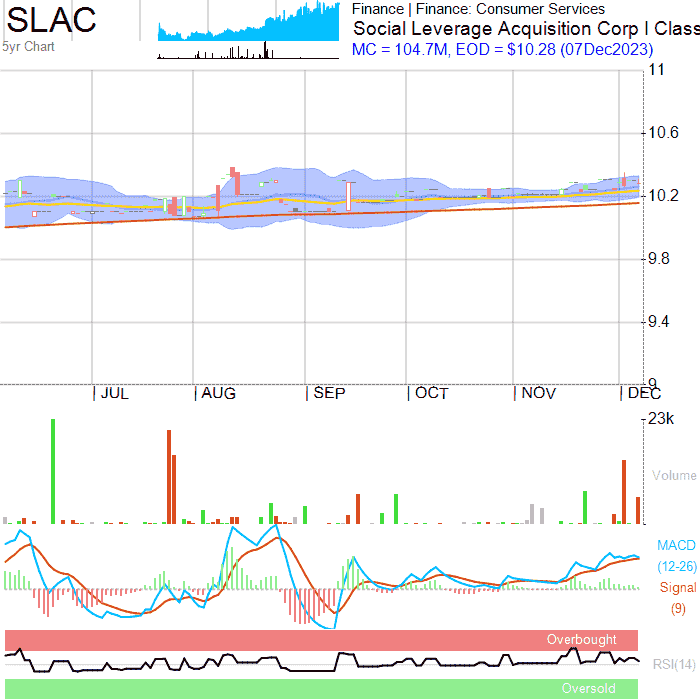 SLAC
5yr Chart
Finance | Finance: Consumer Services
Social Leverage Acquisition Corp I Class
MC = 104.7M, EOD = $10.28 (07Dec2023)
11
10.6
10.2
9.8
9.4
9
JUL
AUG
SEP
OCT
NOV
DEC
23k
Volume
MACD
(12-26)
Signal
(9)
Overbought
RSI(14)
Oversold